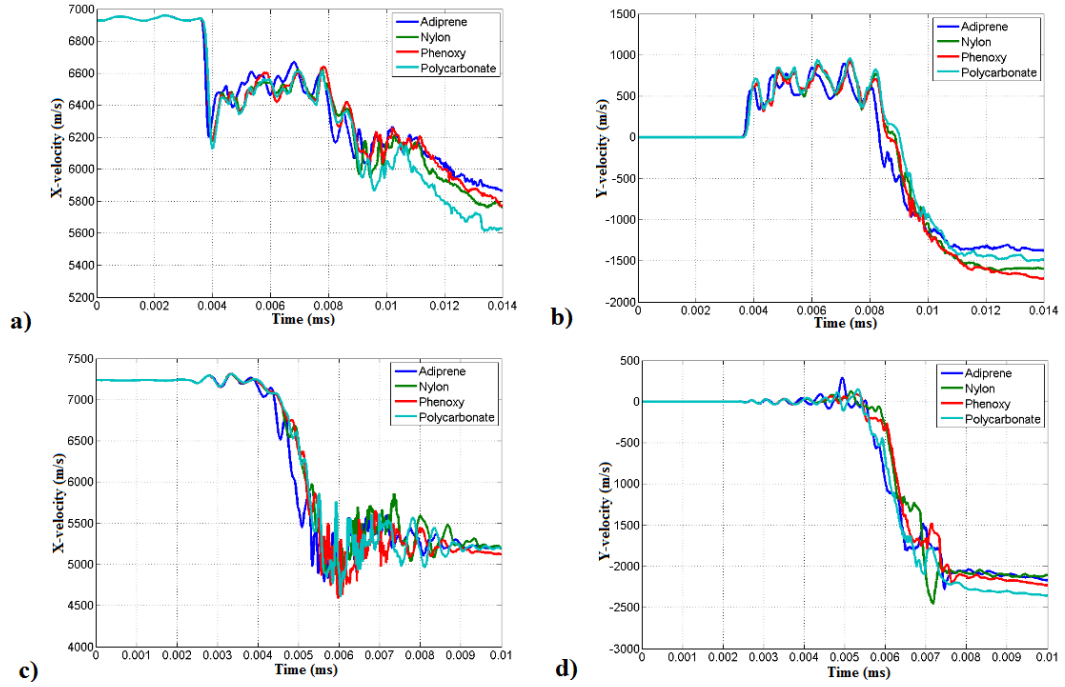 7000
6800
6600
6400
6200
6000
5800
5600
5400
5200
X-velocity (m/s)
0 0.002 0.004 0.006 0.008 0.01 0.012 0.014
Time (ms)
Adiprene
Nylon
Phenoxy
Polycarbonate
a)
1500
1000
500
0
-500
-1000
-1500
-2000
Y-velocity (m/s)
0 0.002 0.004 0.006 0.008 0.01 0.012 0.014
Time (ms)
Adiprene
Nylon
Phenoxy
Polycarbonate
b)
7500
7000
6500
6000
5500
5000
4500
4000
X-velocity (m/s)
0 0.001 0.002 0.003 0.004 0.005 0.006 0.007 0.008 0.009 0.01
Time (ms)
Adiprene
Nylon
Phenoxy
Polycarbonate
c)
500
0
-500
-1000
-1500
-2000
-2500
-3000
Y-velocity (m/s)
0 0.001 0.002 0.003 0.004 0.005 0.006 0.007 0.008 0.009 0.01
Time (ms)
Adiprene
Nylon
Phenoxy
Polycarbonate
d)